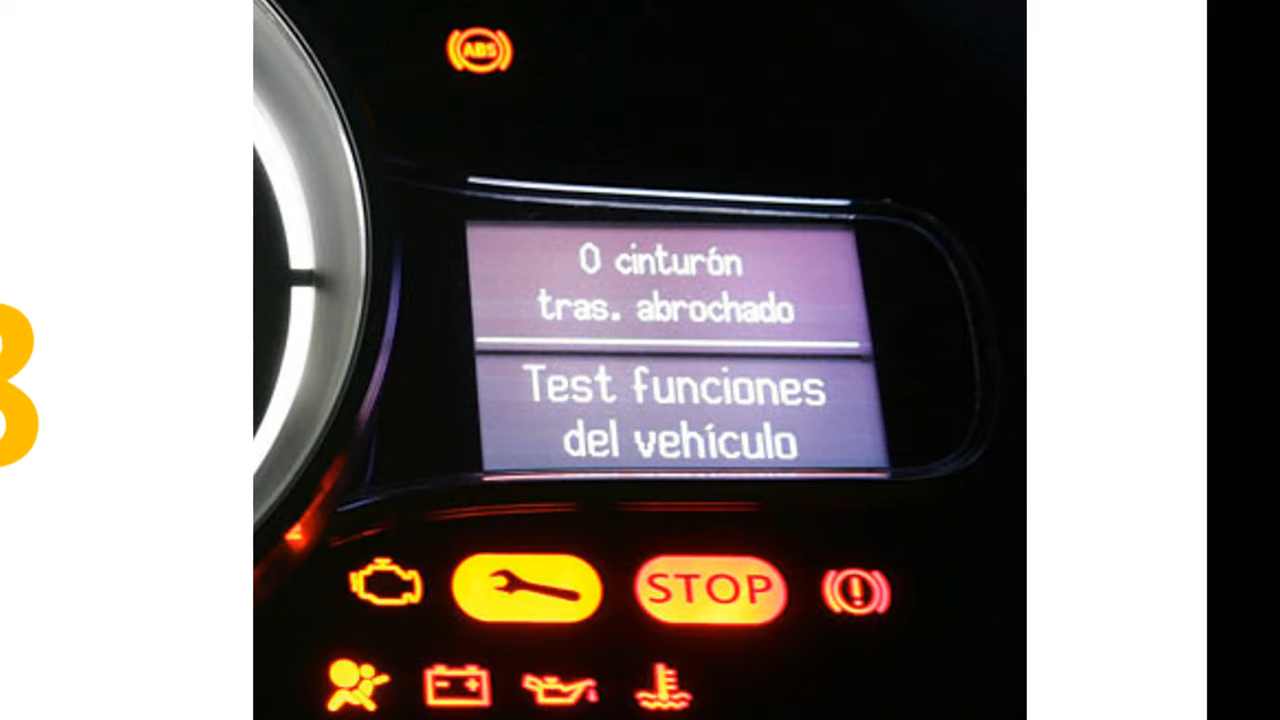 ABS
0 cinturón
tras. abrochado
Test funciones
del vehículo
STOP